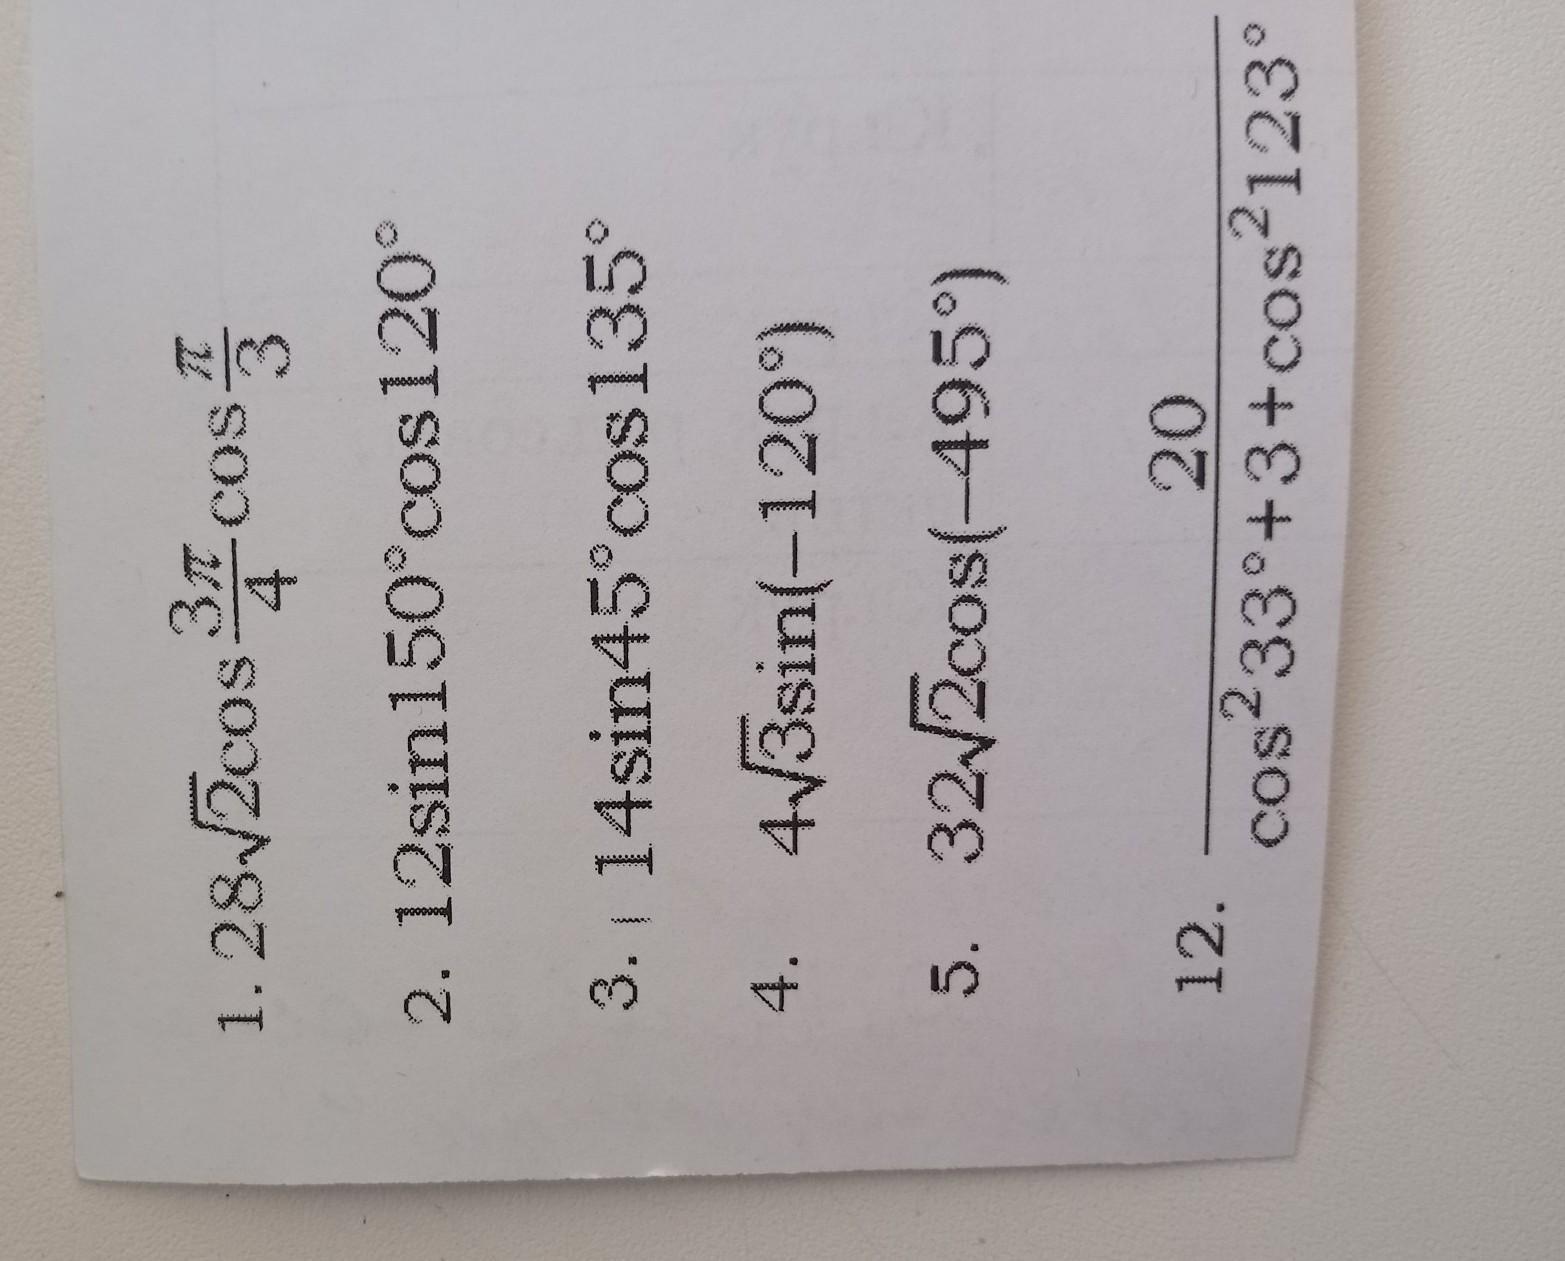 1. 28√2cos 3π/4 cos π/3
2. 12sin150°cos120°
3. 14sin45°cos135°
4. 4√3sin(−120°)
5. 32√2cos(−495°)
12. 20/(cos²33°+3+cos²123°)